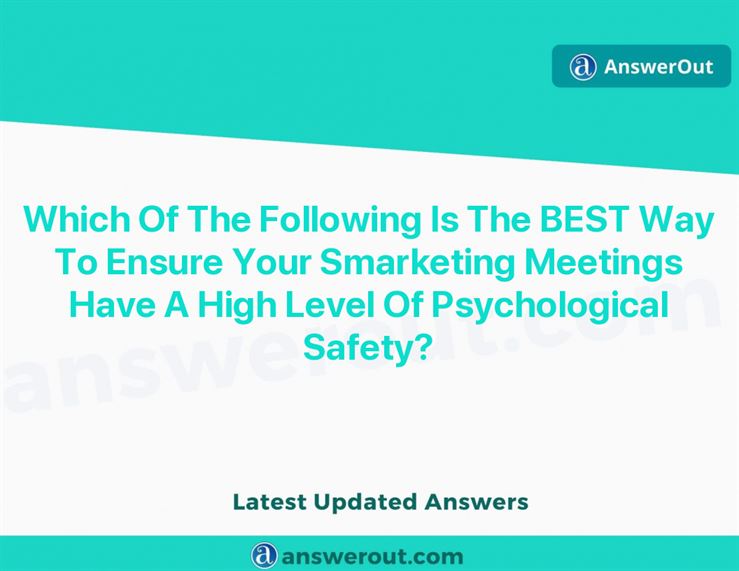 AnswerOut
Which Of The Following Is The BEST Way
To Ensure Your Smarketing Meetings
Have A High Level Of Psychological
Safety?
answerout.com
Latest Updated Answers
answerout.com